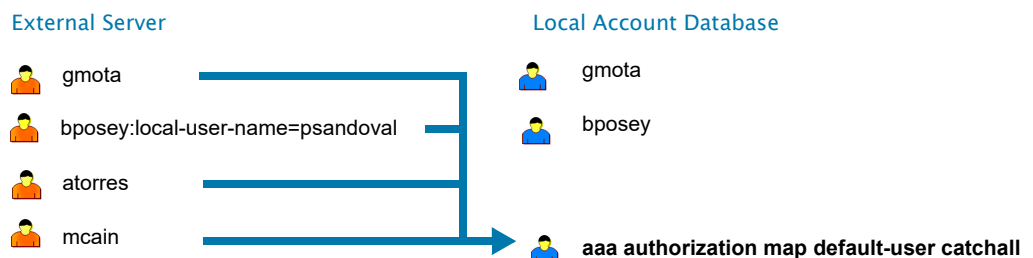 External Server
gmota
bposey:local-user-name=psandoval
atorres
mcain
Local Account Database
gmota
bposey
aaa authorization map default-user catchall